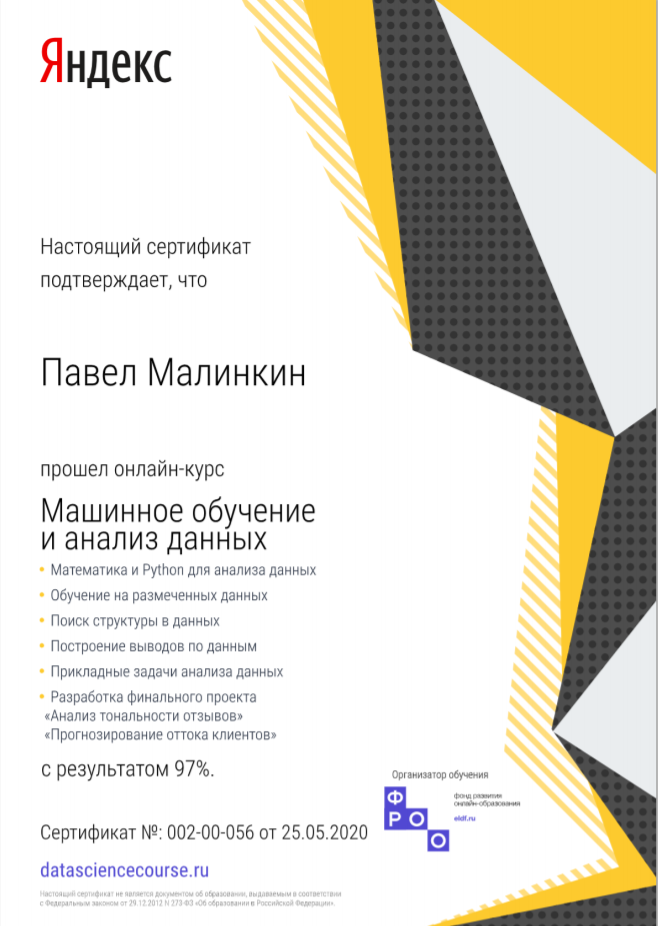 Яндекс
Настоящий сертификат
подтверждает, что
Павел Малинкин
прошел онлайн-курс
Машинное обучение
и анализ данных
• Математика и Python для анализа данных
• Обучение на размеченных данных
• Поиск структуры в данных
• Построение выводов по данным
• Прикладные задачи анализа данных
• Разработка финального проекта
«Анализ тональности отзывов»
«Прогнозирование оттока клиентов»
с результатом 97%.
Организатор обучения
Ф
РО
О
фонд развития
онлайн-образования
eldf.ru
Сертификат №: 002-00-056 от 25.05.2020
datasciencecourse.ru
Настоящий сертификат не является документом об образовании, выдаваемым в соответствии
с Федеральным законом от 29.12.2012 N 273-ФЗ «Об образовании в Российской Федерации».